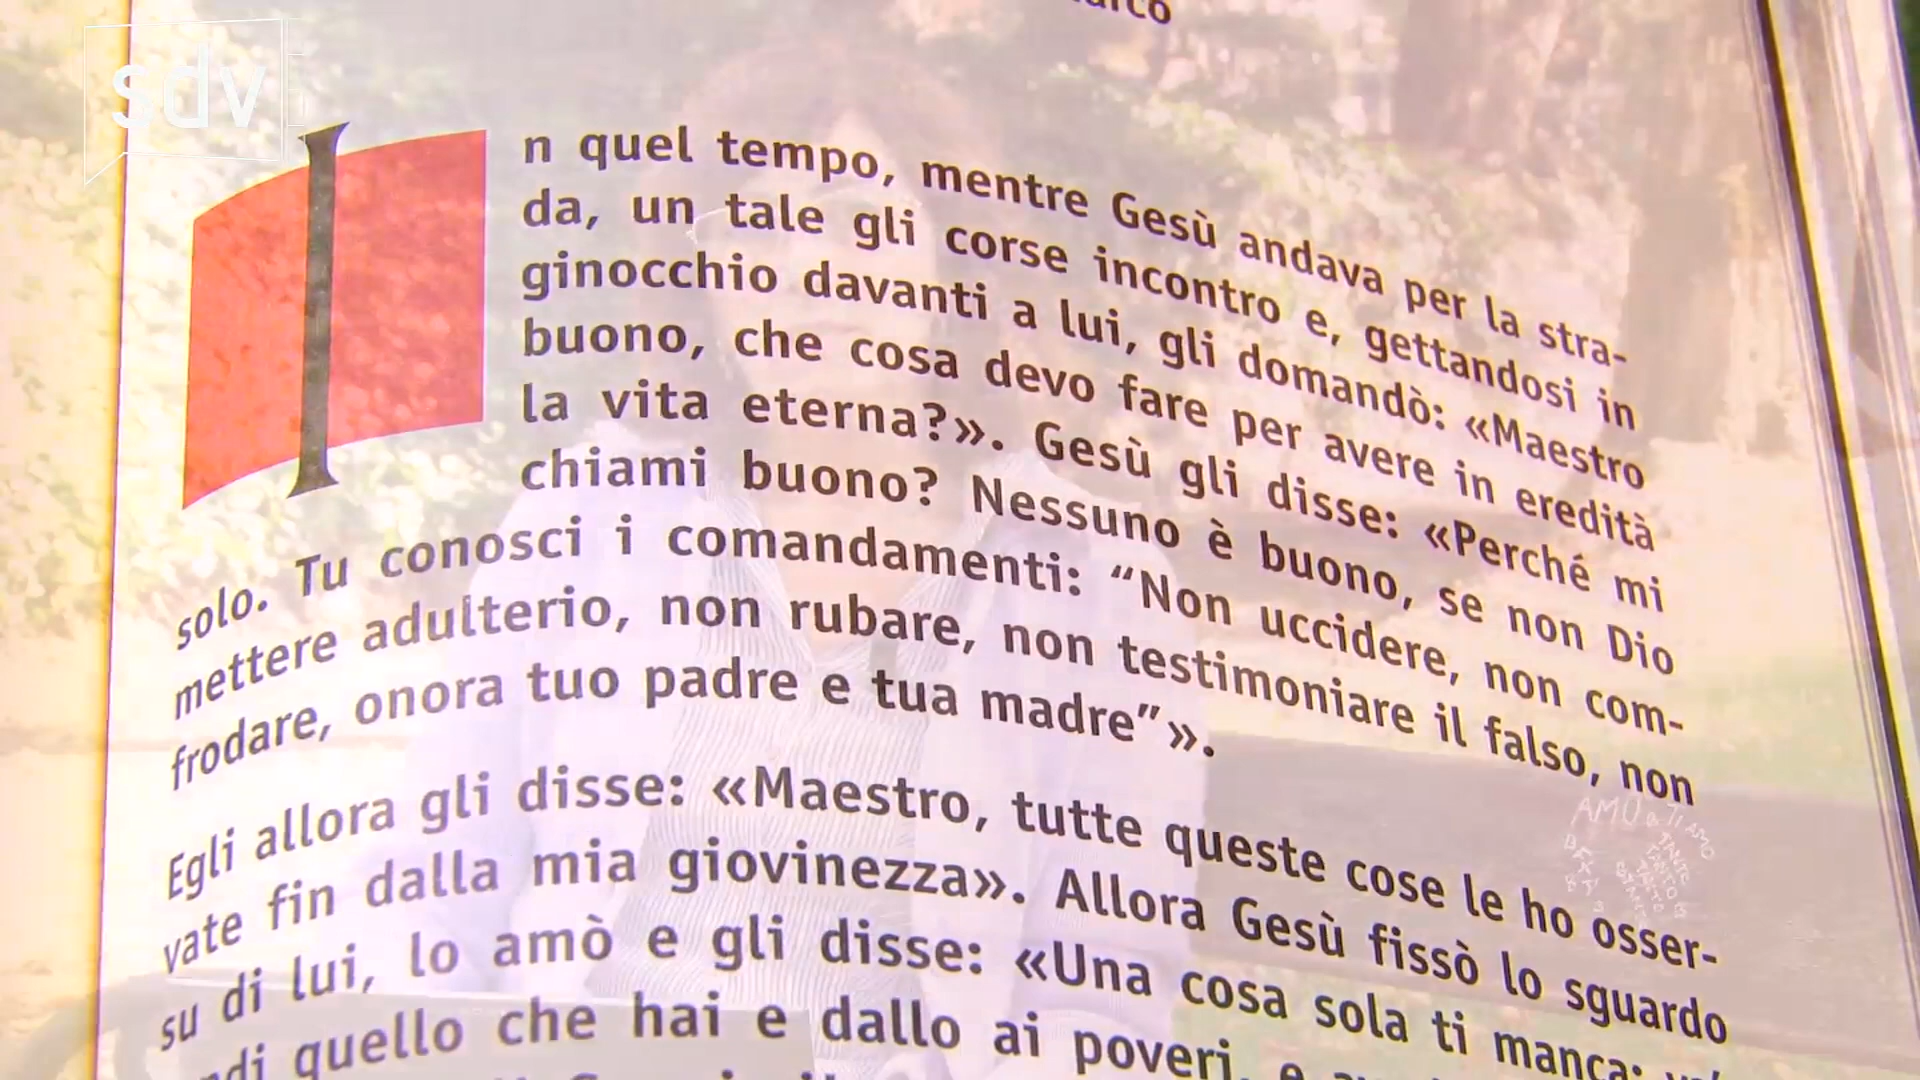 sdv
In quel tempo, mentre Gesù andava per la stra-
da, un tale gli corse incontro e, gettandosi in
ginocchio davanti a lui, gli domandò: «Maestro
buono, che cosa devo fare per avere in eredità
la vita eterna?». Gesù gli disse: «Perché mi
chiami buono? Nessuno è buono, se non Dio
solo. Tu conosci i comandamenti: “Non uccidere, non com-
mettere adulterio, non rubare, non testimoniare il falso, non
frodare, onora tuo padre e tua madre”».
Egli allora gli disse: «Maestro, tutte queste cose le ho osser-
vate fin dalla mia giovinezza». Allora Gesù fissò lo sguardo
su di lui, lo amò e gli disse: «Una cosa sola ti manca:
quello che hai e dallo ai poveri,
AMO TI AMO